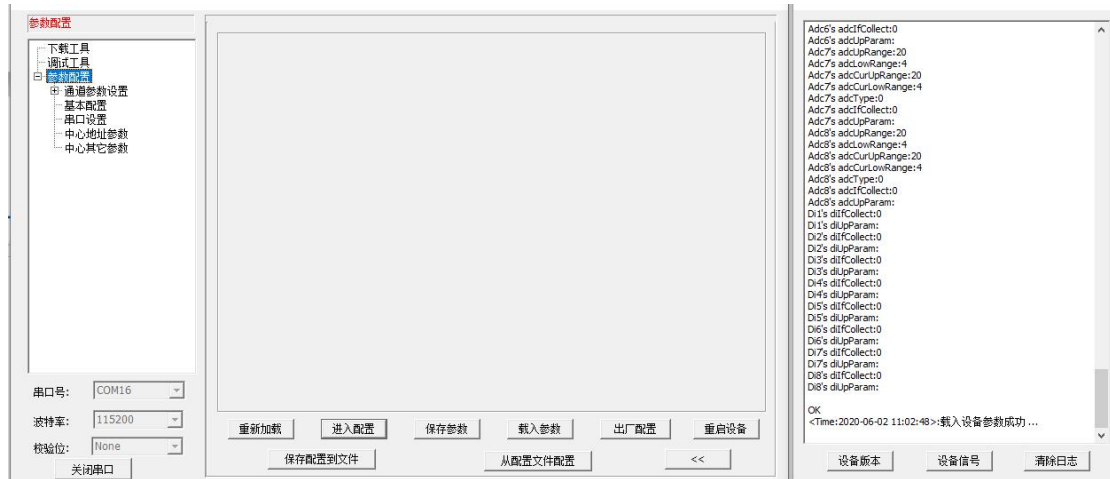 参数配置
下载工具
调试工具
参数配置
通道参数设置
基本配置
串口设置
中心地址参数
中心其它参数
串口号: COM16
波特率: 115200
校验位: None
关闭串口
重新加载 进入配置 保存参数 载入参数 出厂配置 重启设备
保存配置到文件 从配置文件配置 <<
Adc6's adcIfCollect:0
Adc6's adcUpParam:
Adc7's adcUpRange:20
Adc7's adcLowRange:4
Adc7's adcCurUpRange:20
Adc7's adcCurLowRange:4
Adc7's adcType:0
Adc7's adcIfCollect:0
Adc7's adcUpParam:
Adc8's adcUpRange:20
Adc8's adcLowRange:4
Adc8's adcCurUpRange:20
Adc8's adcCurLowRange:4
Adc8's adcType:0
Adc8's adcIfCollect:0
Adc8's adcUpParam:
Di1's diIfCollect:0
Di1's diUpParam:
Di2's diIfCollect:0
Di2's diUpParam:
Di3's diIfCollect:0
Di3's diUpParam:
Di4's diIfCollect:0
Di4's diUpParam:
Di5's diIfCollect:0
Di5's diUpParam:
Di6's diIfCollect:0
Di6's diUpParam:
Di7's diIfCollect:0
Di7's diUpParam:
Di8's diIfCollect:0
Di8's diUpParam:
OK
<Time:2020-06-02 11:02:48>:载入设备参数成功 ...
设备版本 设备信号 清除日志